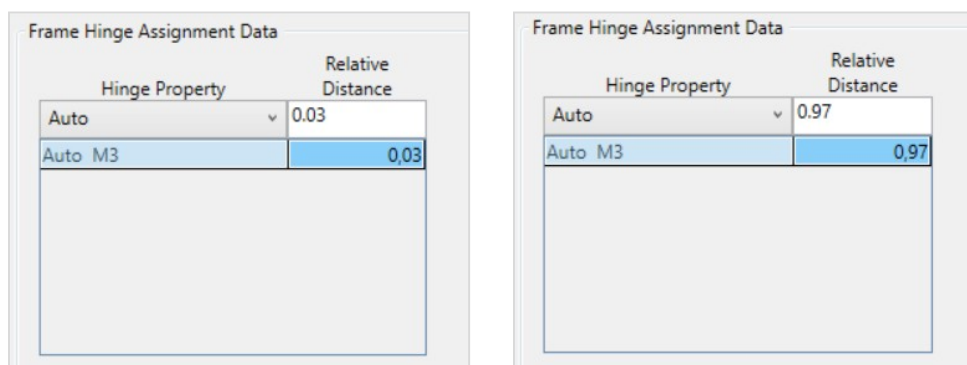 Frame Hinge Assignment Data
Hinge Property Relative Distance
Auto 0.03
Auto M3 0,03
Frame Hinge Assignment Data
Hinge Property Relative Distance
Auto 0.97
Auto M3 0,97